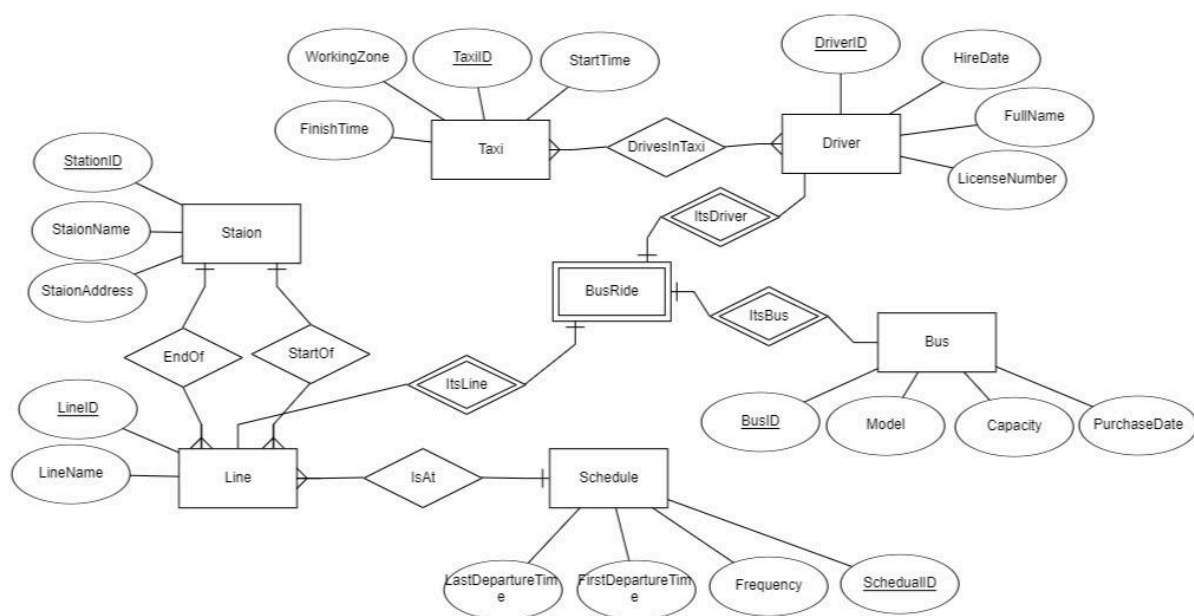 DriverID
TaxiID
WorkingZone
StartTime
HireDate
FinishTime
FullName
Taxi
DrivesInTaxi
Driver
StationID
LicenseNumber
ItsDriver
StaionName
Staion
StaionAddress
BusRide
ItsBus
Bus
EndOf
StartOf
ItsLine
LineID
BusID
Model
Capacity
PurchaseDate
LineName
Line
IsAt
Schedule
LastDepartureTim
e
FirstDepartureTim
e
Frequency
SchedualID